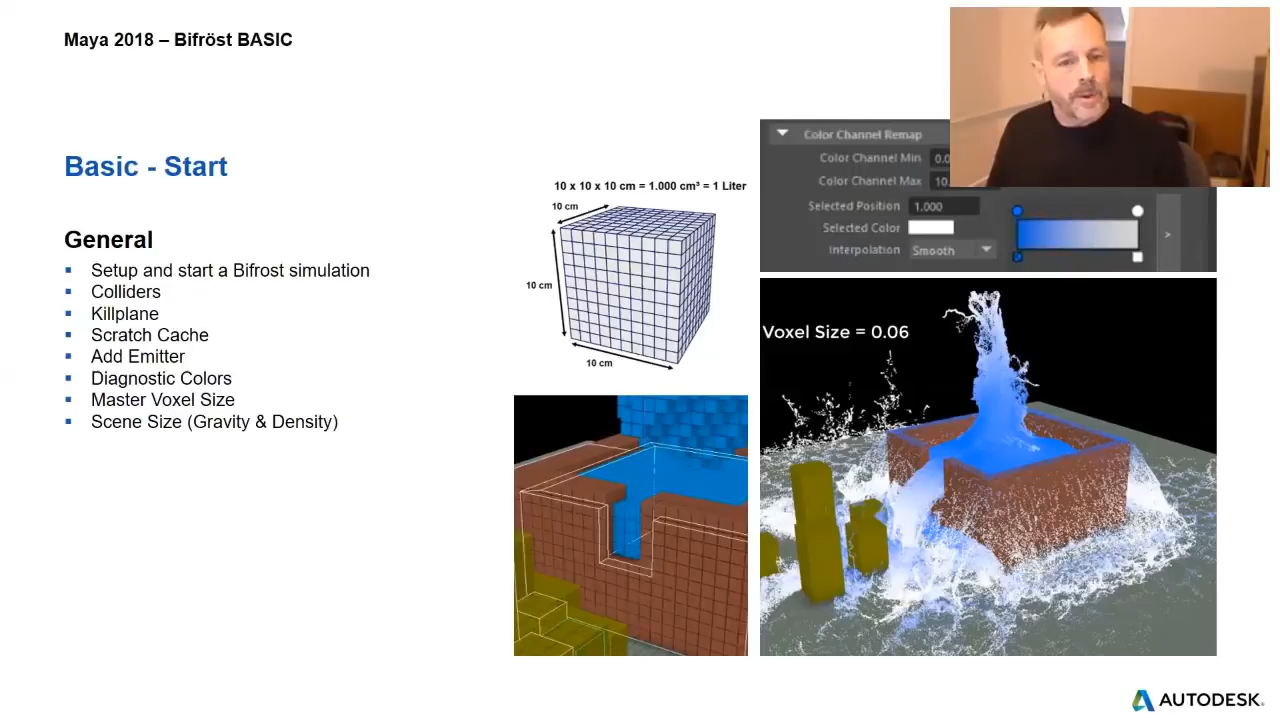 Maya 2018 – Bifröst BASIC
Basic - Start
General
▪ Setup and start a Bifrost simulation
▪ Colliders
▪ Killplane
▪ Scratch Cache
▪ Add Emitter
▪ Diagnostic Colors
▪ Master Voxel Size
▪ Scene Size (Gravity & Density)
10 x 10 x 10 cm = 1.000 cm³ = 1 Liter
10 cm
10 cm
10 cm
Color Channel Remap
Color Channel Min 0.0
Color Channel Max 10.
Selected Position 1.000
Selected Color
Interpolation Smooth
>
Voxel Size = 0.06
AUTODESK.